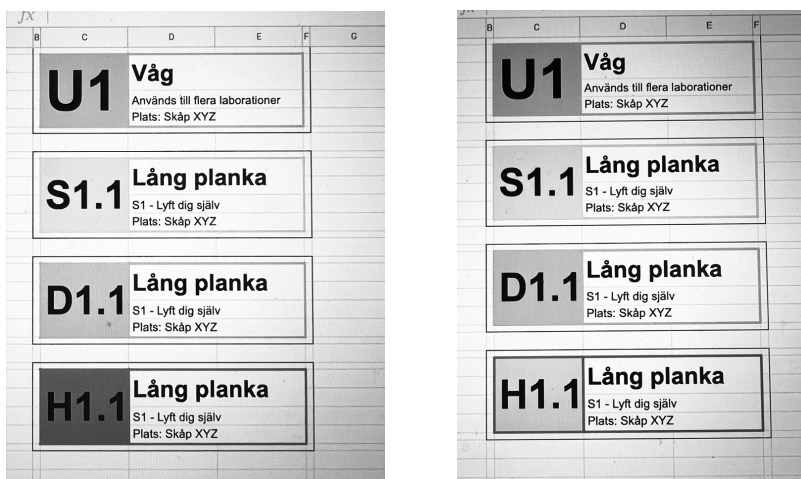 fx
B C D E F G
U1
Våg
Används till flera laborationer
Plats: Skåp XYZ
S1.1
Lång planka
S1 - Lyft dig själv
Plats: Skåp XYZ
D1.1
Lång planka
S1 - Lyft dig själv
Plats: Skåp XYZ
H1.1
Lång planka
S1 - Lyft dig själv
Plats: Skåp XYZ
B C D E F
U1
Våg
Används till flera laborationer
Plats: Skåp XYZ
S1.1
Lång planka
S1 - Lyft dig själv
Plats: Skåp XYZ
D1.1
Lång planka
S1 - Lyft dig själv
Plats: Skåp XYZ
H1.1
Lång planka
S1 - Lyft dig själv
Plats: Skåp XYZ